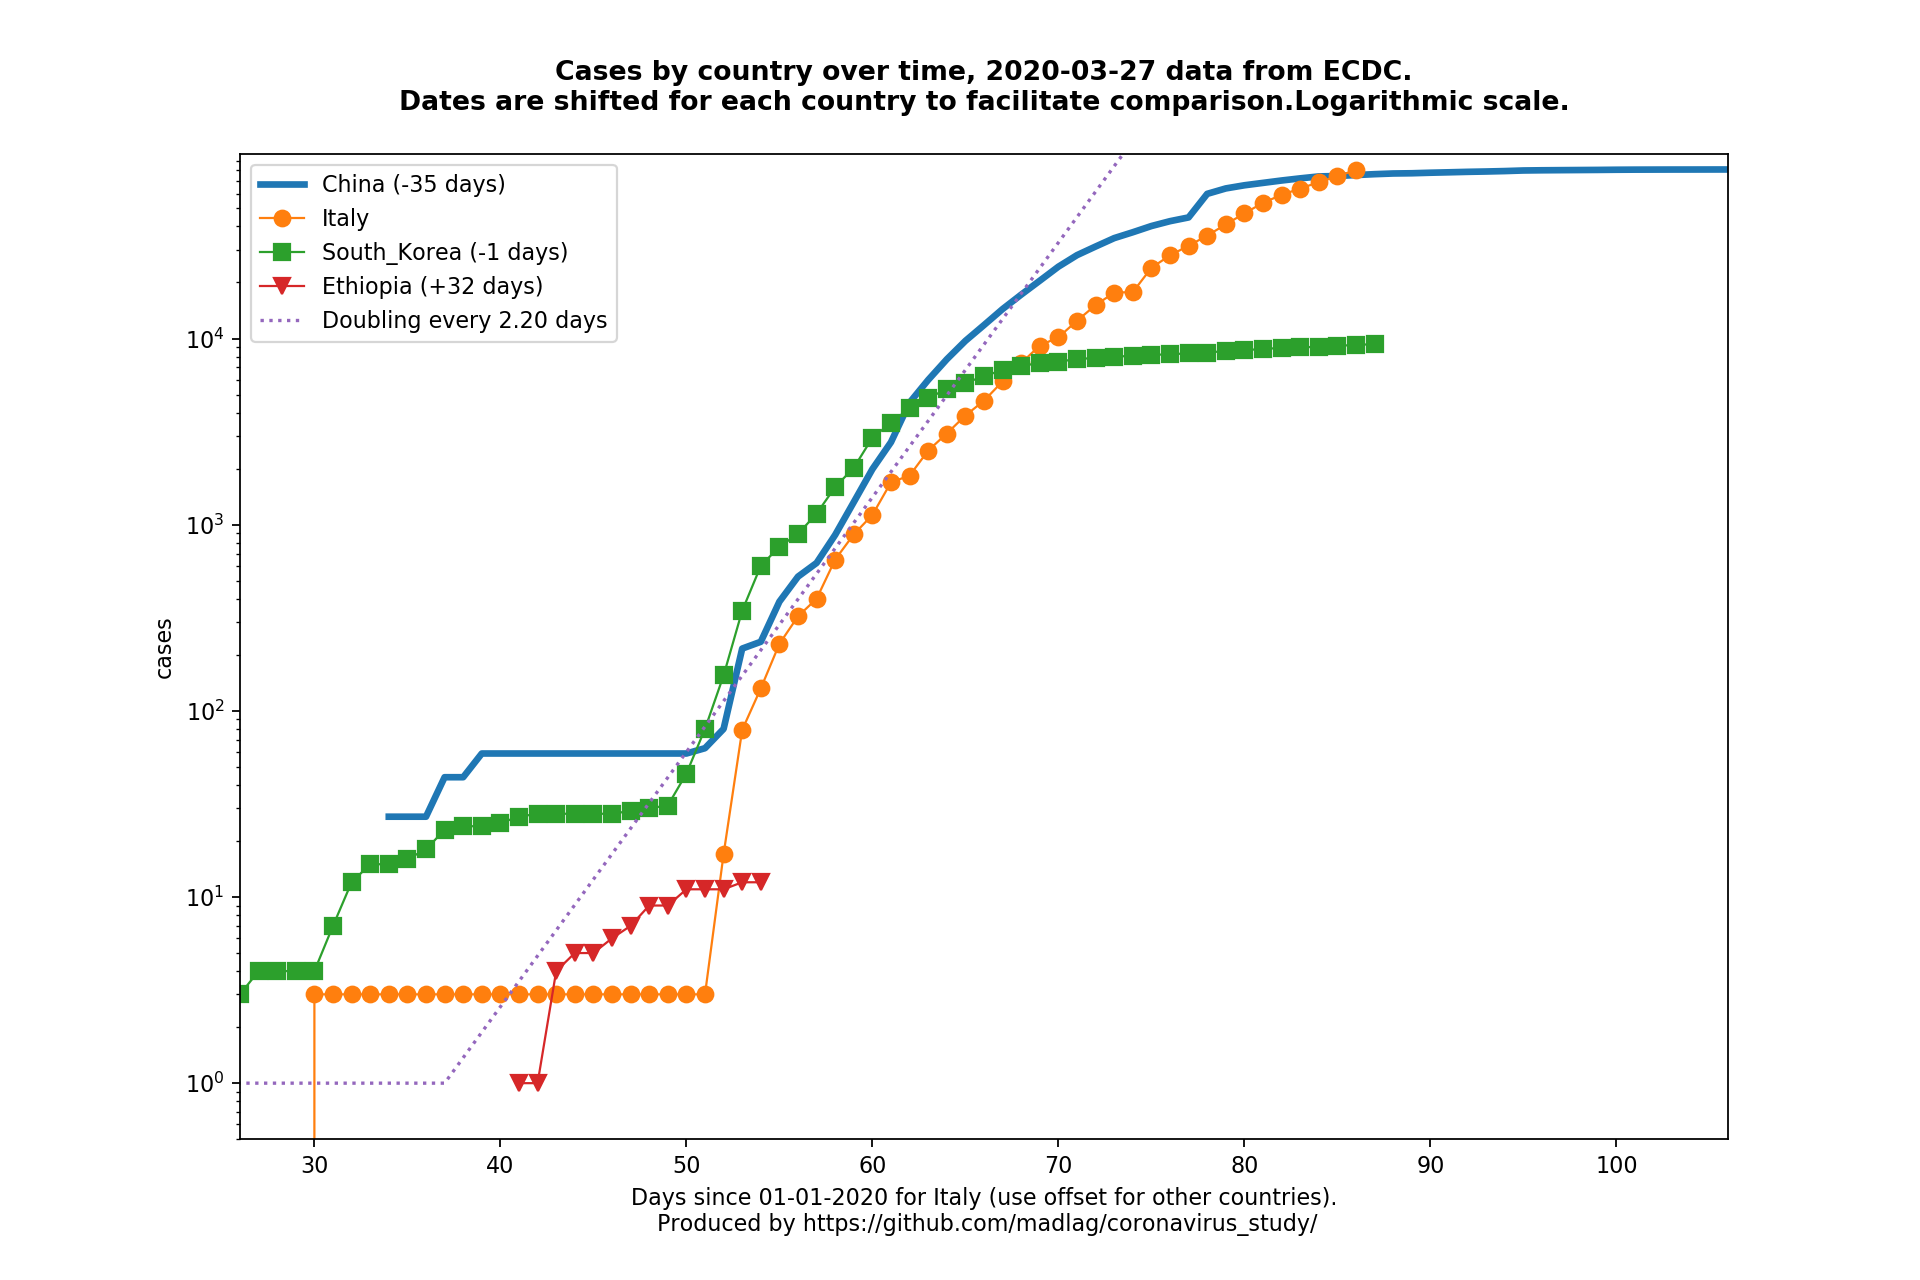 Cases by country over time, 2020-03-27 data from ECDC.
Dates are shifted for each country to facilitate comparison.Logarithmic scale.
China (-35 days)
Italy
South_Korea (-1 days)
Ethiopia (+32 days)
Doubling every 2.20 days
10⁴
10³
10²
10¹
10⁰
cases
30 40 50 60 70 80 90 100
Days since 01-01-2020 for Italy (use offset for other countries).
Produced by https://github.com/madlag/coronavirus_study/